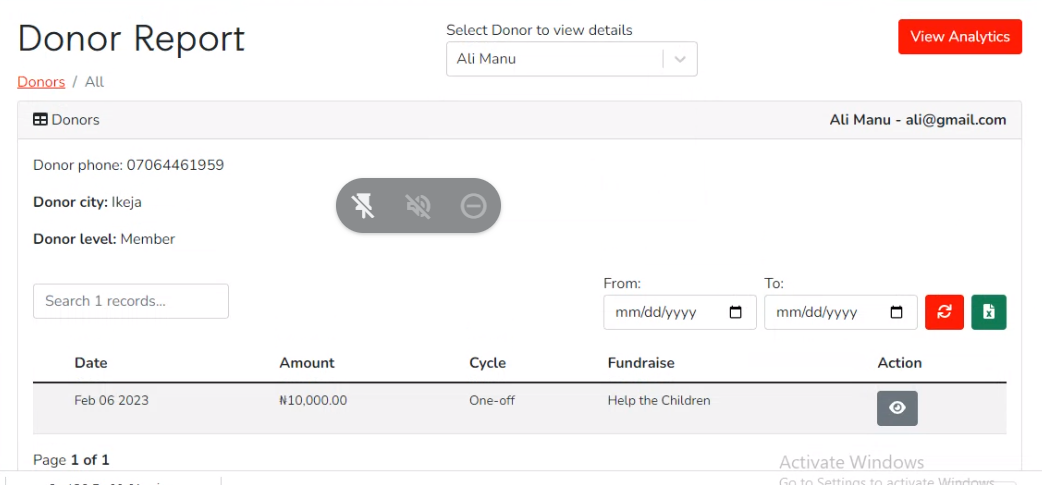 Donor Report
Select Donor to view details
Ali Manu
View Analytics
Donors / All
Donors
Ali Manu - ali@gmail.com
Donor phone: 07064461959
Donor city: Ikeja
Donor level: Member
Search 1 records...
From:
To:
mm/dd/yyyy
mm/dd/yyyy
Date Amount Cycle Fundraise Action
Feb 06 2023 ₦10,000.00 One-off Help the Children
Page 1 of 1
Activate Windows
Go to Settings to activate Windows.